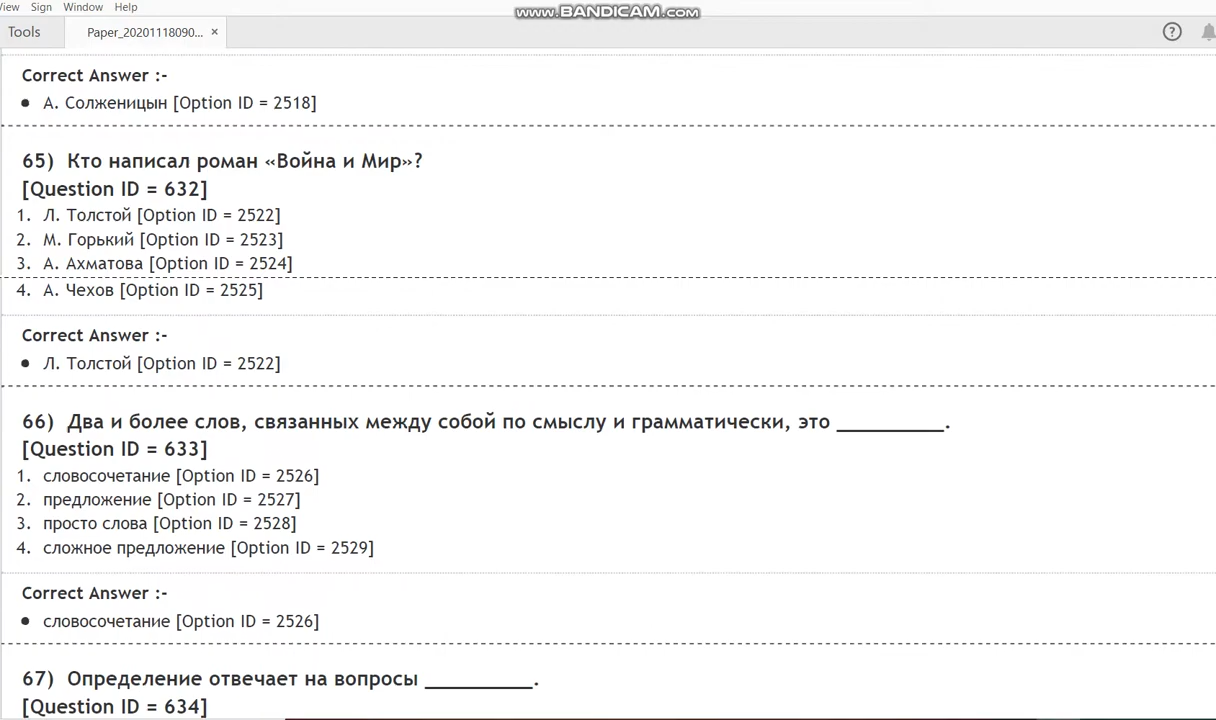 View Sign Window Help
www.BANDICAM.com
Tools
Paper_20201118090... ×
?
Correct Answer :-
• А. Солженицын [Option ID = 2518]
65) Кто написал роман «Война и Мир»?
[Question ID = 632]
1. Л. Толстой [Option ID = 2522]
2. М. Горький [Option ID = 2523]
3. А. Ахматова [Option ID = 2524]
4. А. Чехов [Option ID = 2525]
Correct Answer :-
• Л. Толстой [Option ID = 2522]
66) Два и более слов, связанных между собой по смыслу и грамматически, это __________.
[Question ID = 633]
1. словосочетание [Option ID = 2526]
2. предложение [Option ID = 2527]
3. просто слова [Option ID = 2528]
4. сложное предложение [Option ID = 2529]
Correct Answer :-
• словосочетание [Option ID = 2526]
67) Определение отвечает на вопросы __________.
[Question ID = 634]